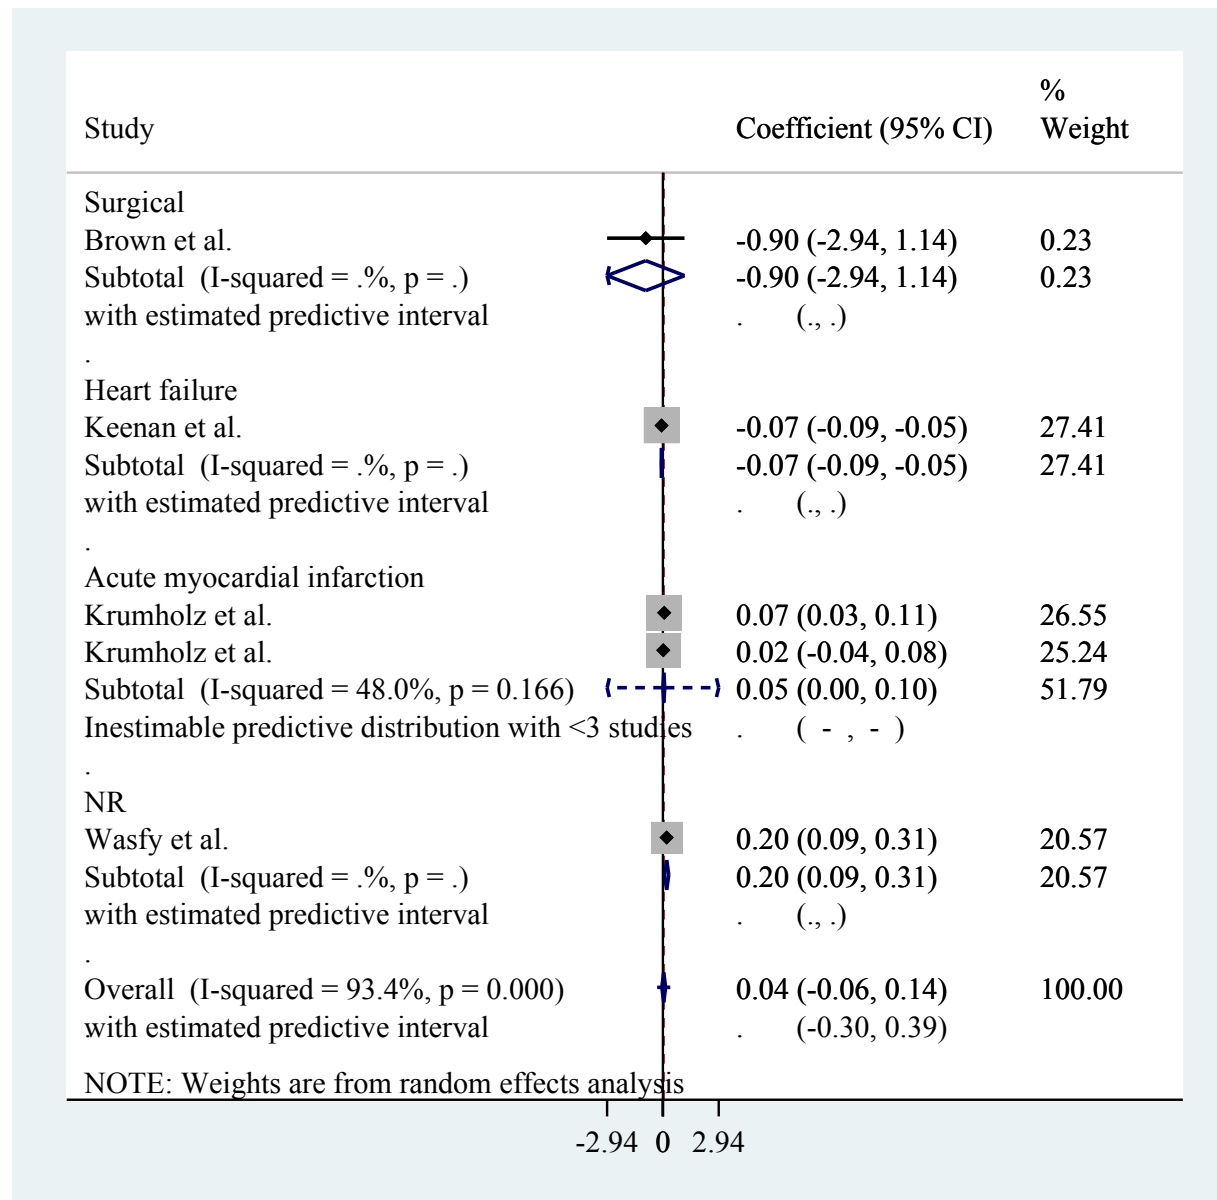 %
Study Coefficient (95% CI) Weight
Surgical
Brown et al. -0.90 (-2.94, 1.14) 0.23
Subtotal (I-squared = .%, p = .) -0.90 (-2.94, 1.14) 0.23
with estimated predictive interval . (., .)
.
Heart failure
Keenan et al. -0.07 (-0.09, -0.05) 27.41
Subtotal (I-squared = .%, p = .) -0.07 (-0.09, -0.05) 27.41
with estimated predictive interval . (., .)
.
Acute myocardial infarction
Krumholz et al. 0.07 (0.03, 0.11) 26.55
Krumholz et al. 0.02 (-0.04, 0.08) 25.24
Subtotal (I-squared = 48.0%, p = 0.166) 0.05 (0.00, 0.10) 51.79
Inestimable predictive distribution with <3 studies . ( - , - )
.
NR
Wasfy et al. 0.20 (0.09, 0.31) 20.57
Subtotal (I-squared = .%, p = .) 0.20 (0.09, 0.31) 20.57
with estimated predictive interval . (., .)
.
Overall (I-squared = 93.4%, p = 0.000) 0.04 (-0.06, 0.14) 100.00
with estimated predictive interval . (-0.30, 0.39)
NOTE: Weights are from random effects analysis
-2.94 0 2.94